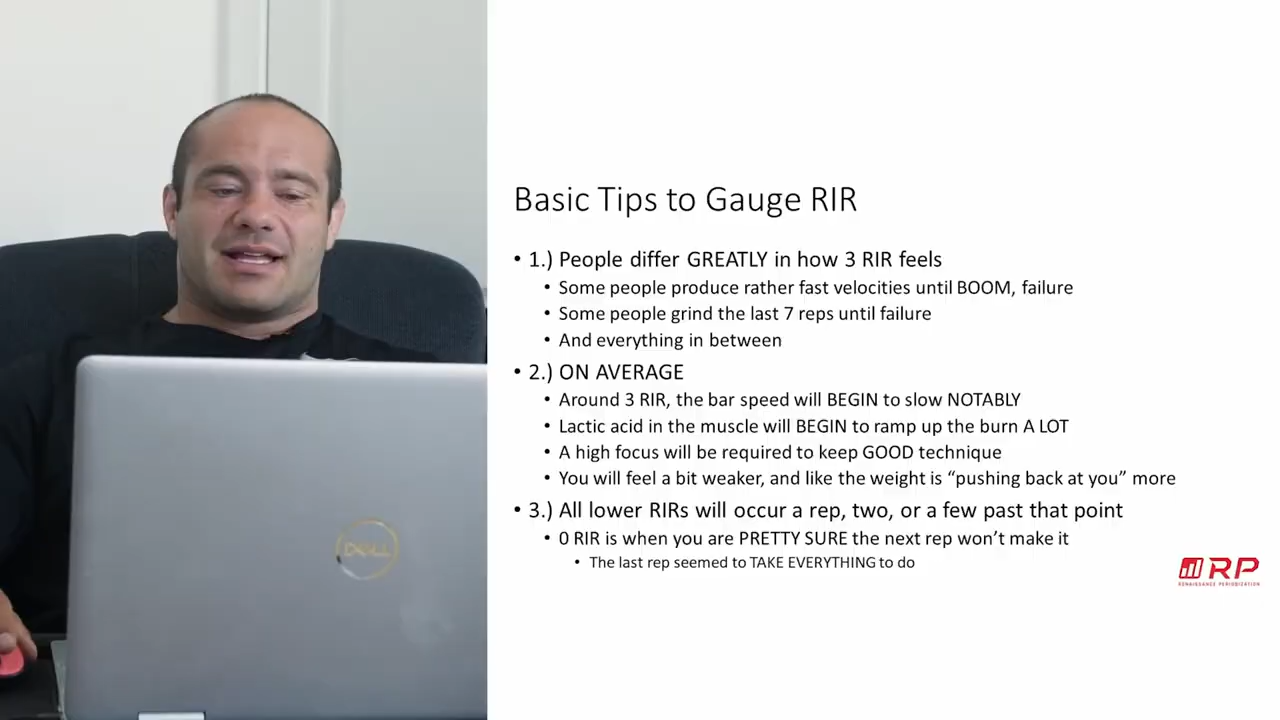 Basic Tips to Gauge RIR
• 1.) People differ GREATLY in how 3 RIR feels
• Some people produce rather fast velocities until BOOM, failure
• Some people grind the last 7 reps until failure
• And everything in between
• 2.) ON AVERAGE
• Around 3 RIR, the bar speed will BEGIN to slow NOTABLY
• Lactic acid in the muscle will BEGIN to ramp up the burn A LOT
• A high focus will be required to keep GOOD technique
• You will feel a bit weaker, and like the weight is “pushing back at you” more
• 3.) All lower RIRs will occur a rep, two, or a few past that point
• 0 RIR is when you are PRETTY SURE the next rep won’t make it
• The last rep seemed to TAKE EVERYTHING to do
DELL
RP
RENAISSANCE PERIODIZATION